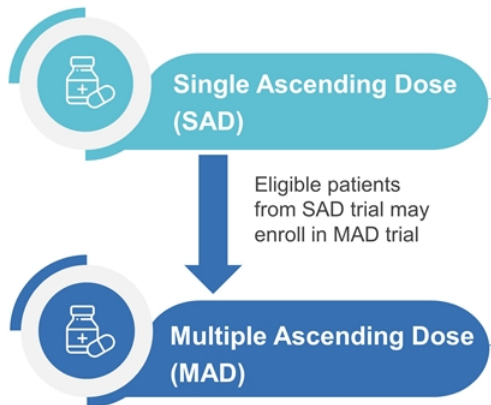 Single Ascending Dose
(SAD)
Eligible patients
from SAD trial may
enroll in MAD trial
Multiple Ascending Dose
(MAD)